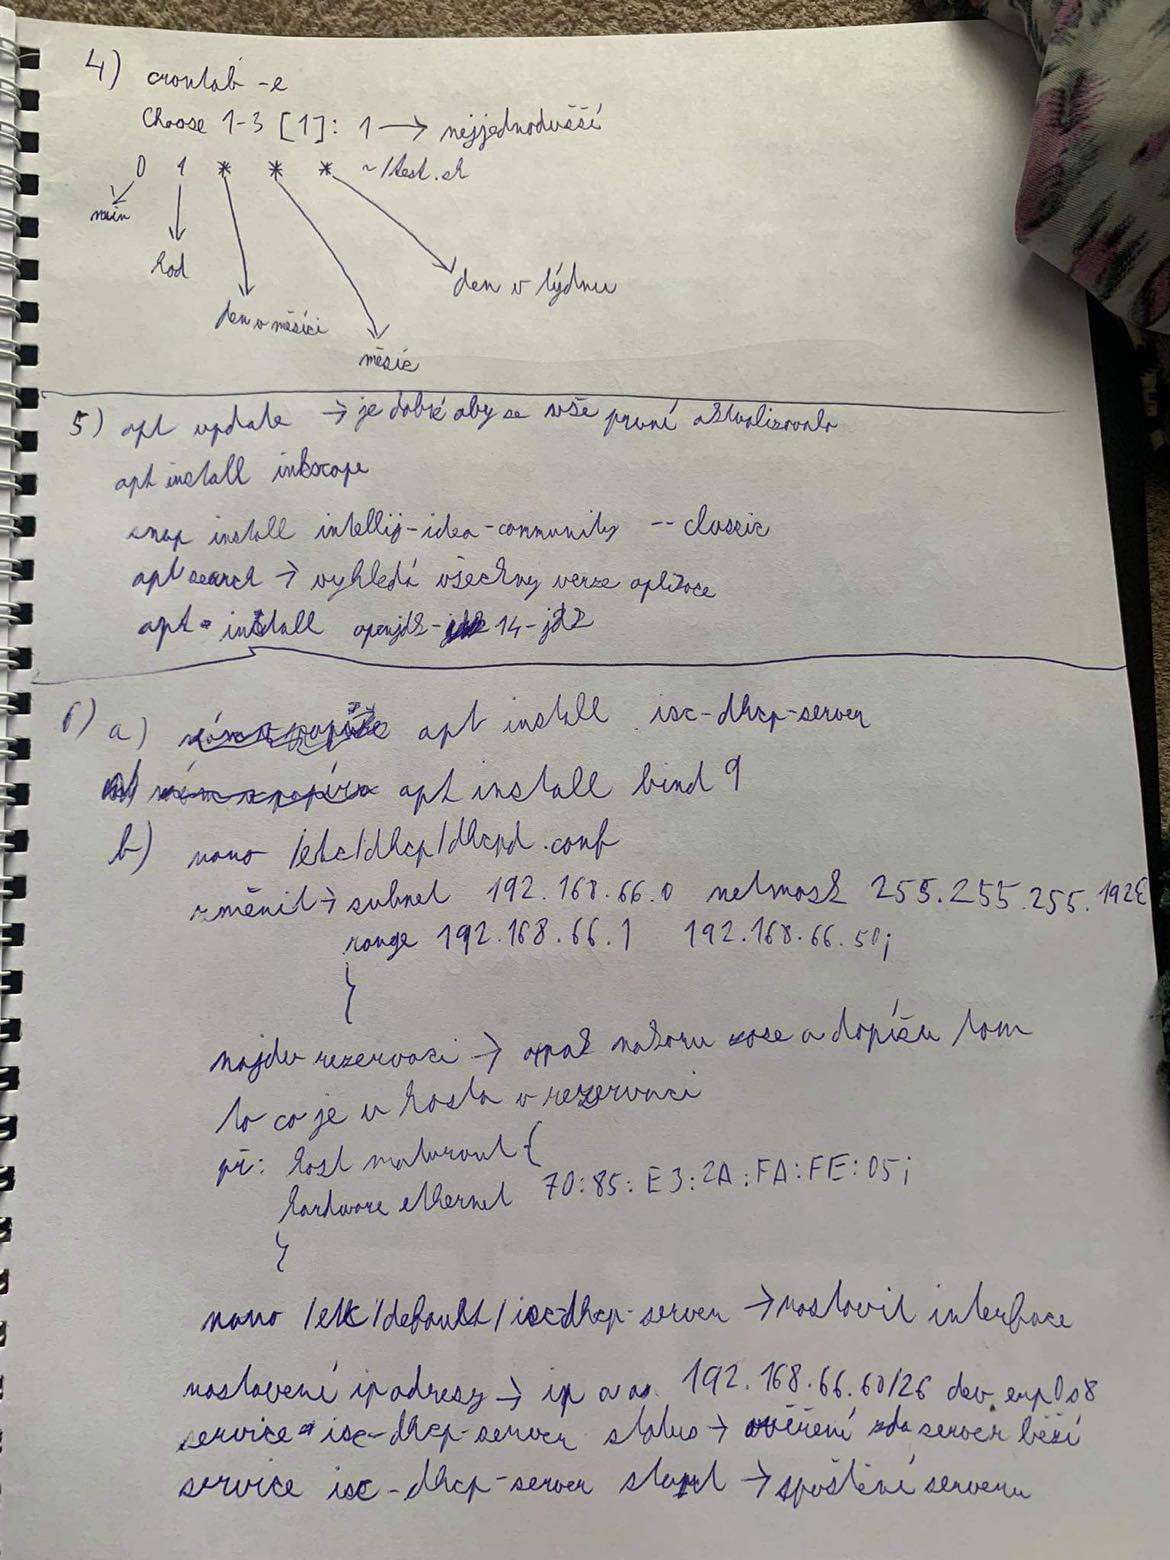 4) crontab -e
Choose 1-3 [1]: 1 → nejjednodušší
0 1 * * * ~/test.sh
min
hod
den v týdnu
den v měsíci
měsíc
5) apt update → je dobré aby se vše první aktualizovalo
apt install inkscape
snap install intellij-idea-community --classic
apt search → vyhledá všechny verze aplikace
apt install openjdk-14-jdk
6) a) apt install isc-dhcp-server
apt install bind 9
b) nano /etc/dhcp/dhcpd.conf
změnit → subnet 192.168.66.0 netmask 255.255.255.192{
range 192.168.66.1 192.168.66.50;
}
najdu rezervaci → nahoru a dopíšu tam
to co je u hosta v rezervaci
př: host maturant {
hardware ethernet 70:85:E3:2A:FA:FE:05;
}
nano /etc/default/isc-dhcp-server → nastavit interface
nastavení ip adresy → ip a a 192.168.66.60/26 dev enp0s8
service isc-dhcp-server status → ověření zda server běží
service isc-dhcp-server start → spuštění serveru